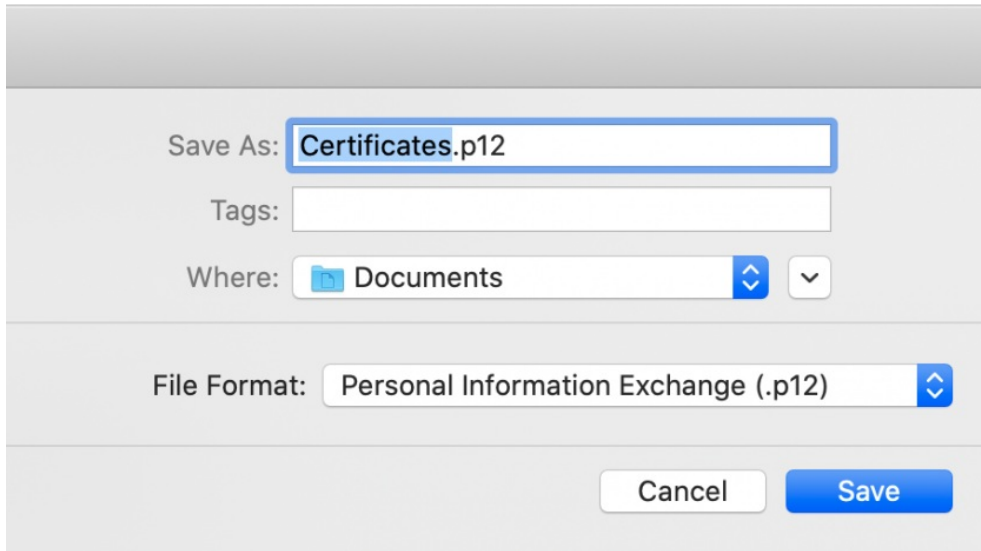 Save As: Certificates.p12
Tags:
Where: Documents
File Format: Personal Information Exchange (.p12)
Cancel Save